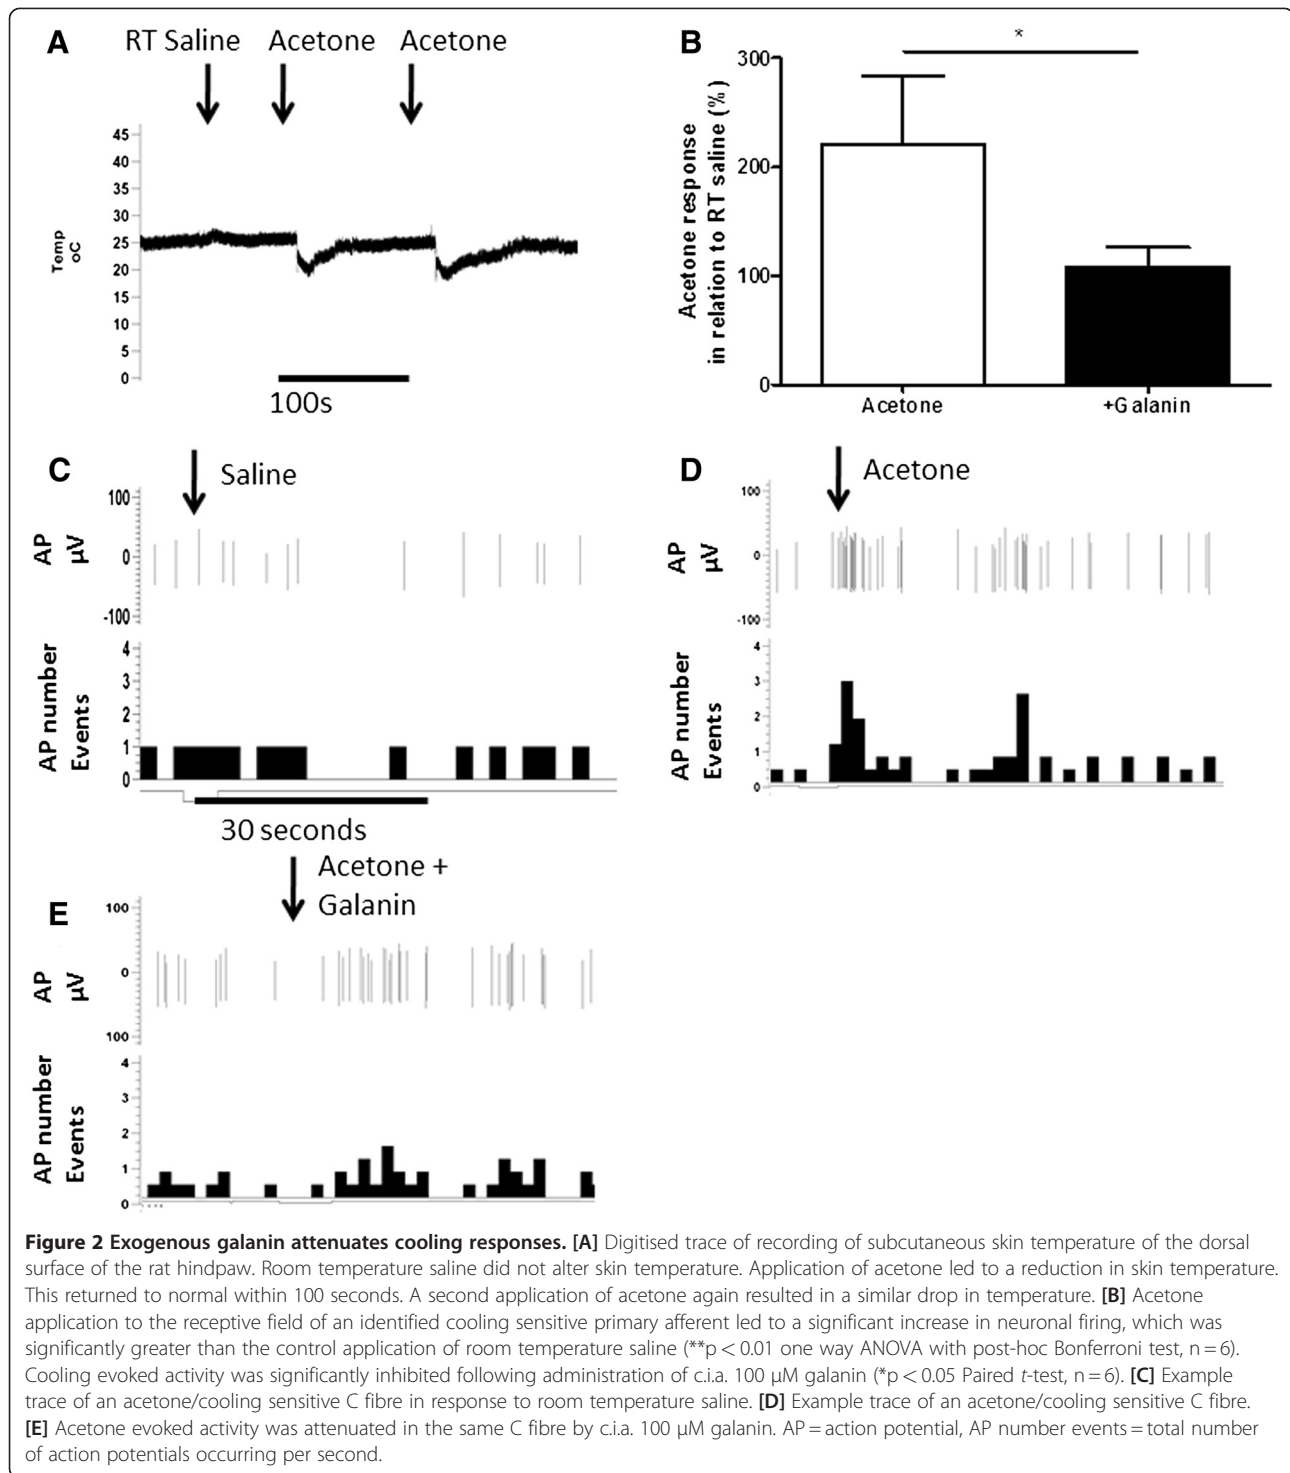 A
RT Saline Acetone Acetone
45
40
35
30
25
20
15
10
5
0
Temp
oC
100s
B
*
300
200
100
0
Acetone response
in relation to RT saline (%)
Acetone +Galanin
C
Saline
100
0
-100
AP
µV
4
3
2
1
0
AP number
Events
30 seconds
D
Acetone
100
0
-100
AP
µV
4
3
2
1
0
AP number
Events
E
Acetone +
Galanin
100
0
100
AP
µV
4
3
2
1
0
AP number
Events
Figure 2 Exogenous galanin attenuates cooling responses. [A] Digitised trace of recording of subcutaneous skin temperature of the dorsal
surface of the rat hindpaw. Room temperature saline did not alter skin temperature. Application of acetone led to a reduction in skin temperature.
This returned to normal within 100 seconds. A second application of acetone again resulted in a similar drop in temperature. [B] Acetone
application to the receptive field of an identified cooling sensitive primary afferent led to a significant increase in neuronal firing, which was
significantly greater than the control application of room temperature saline (**p < 0.01 one way ANOVA with post-hoc Bonferroni test, n = 6).
Cooling evoked activity was significantly inhibited following administration of c.i.a. 100 µM galanin (*p < 0.05 Paired t-test, n = 6). [C] Example
trace of an acetone/cooling sensitive C fibre in response to room temperature saline. [D] Example trace of an acetone/cooling sensitive C fibre.
[E] Acetone evoked activity was attenuated in the same C fibre by c.i.a. 100 µM galanin. AP = action potential, AP number events = total number
of action potentials occurring per second.